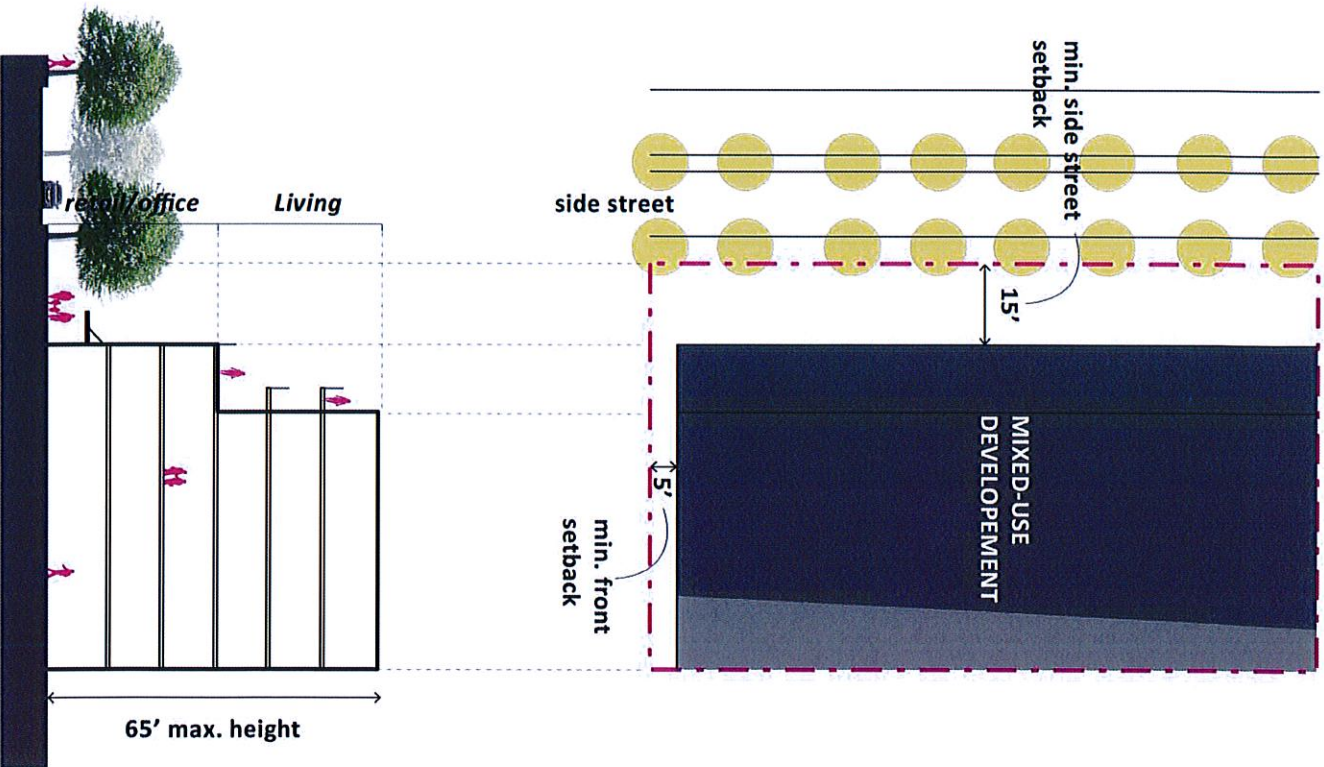 min. side street
setback
retail/office
Living
side street
15'
MIXED-USE
DEVELOPEMENT
5'
min. front
setback
65' max. height